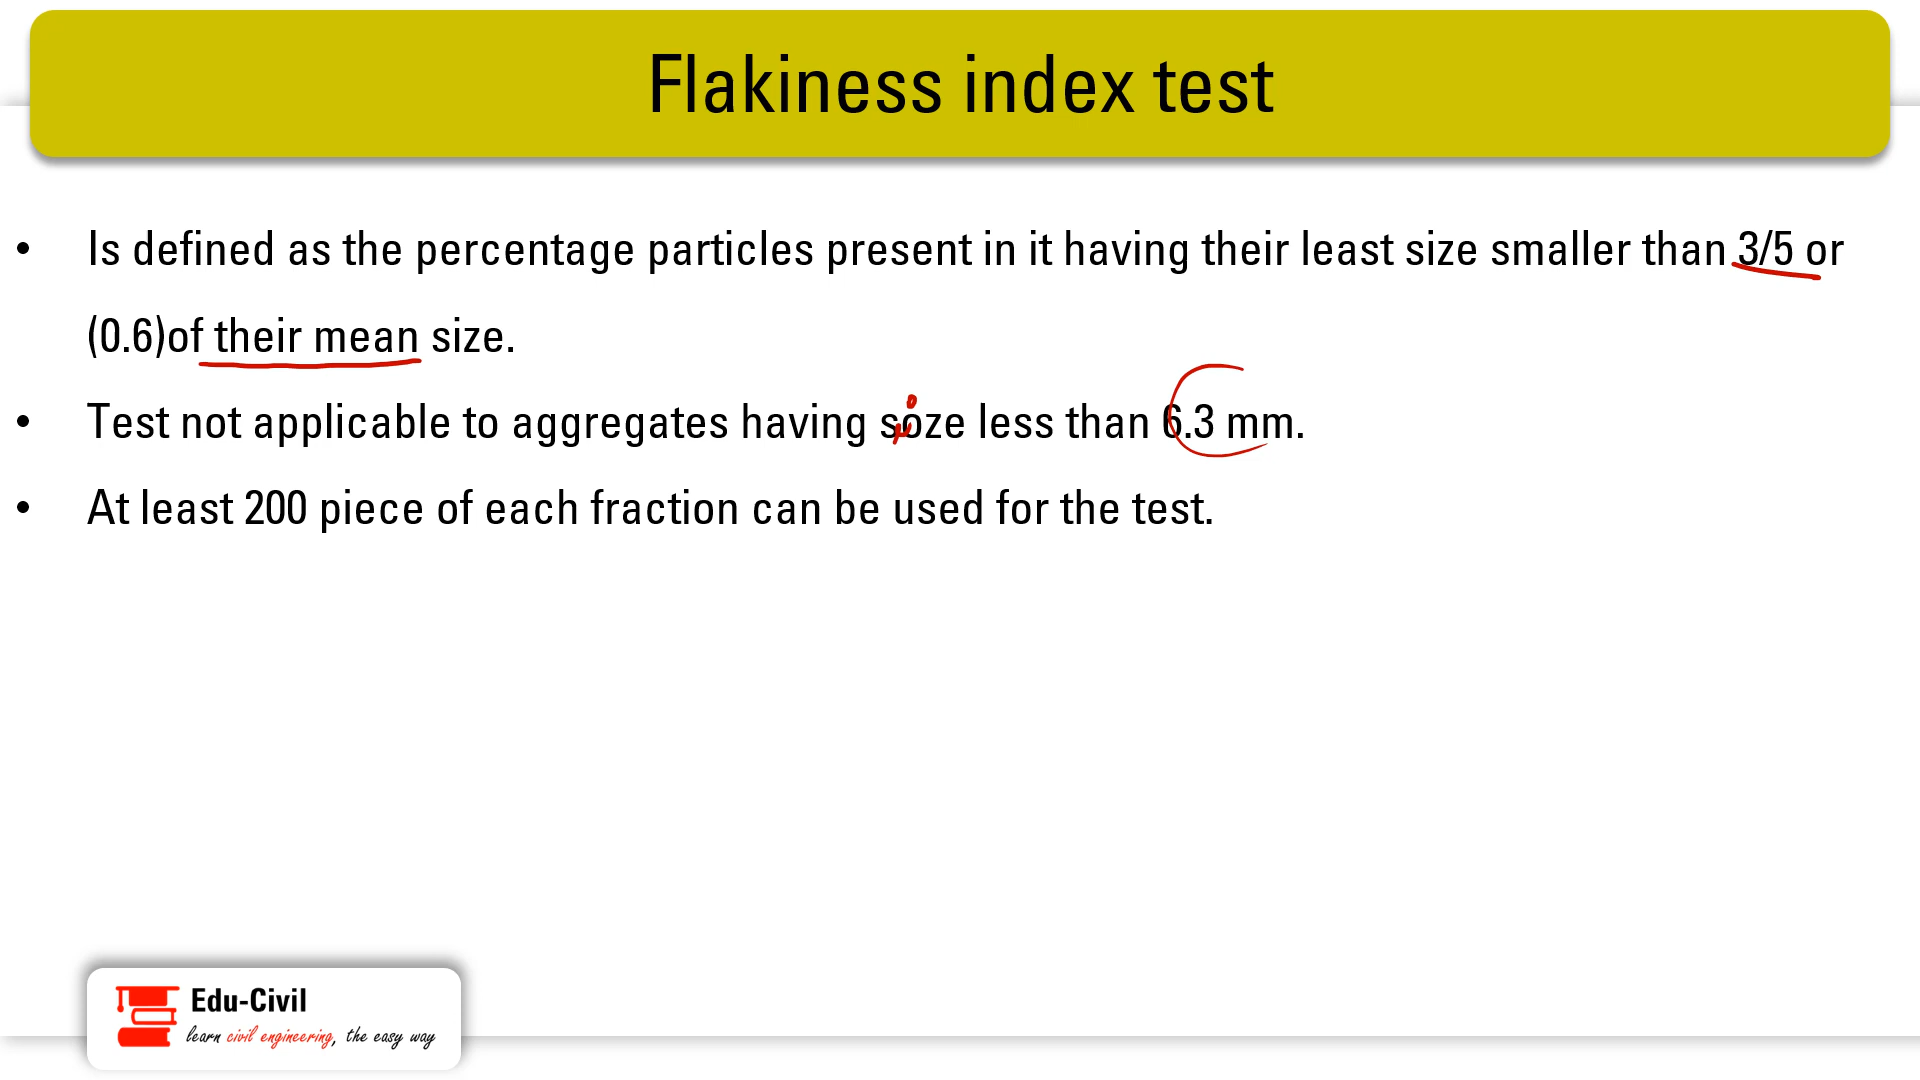 Flakiness index test
• Is defined as the percentage particles present in it having their least size smaller than 3/5 or
(0.6)of their mean size.
• Test not applicable to aggregates having soze less than 6.3 mm.
• At least 200 piece of each fraction can be used for the test.
Edu-Civil
learn civil engineering, the easy way